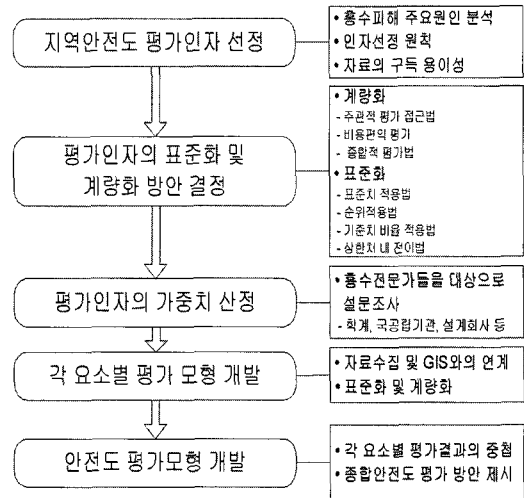 지역안전도 평가인자 선정
• 홍수피해 주요원인 분석
• 인자선정 원칙
• 자료의 구득 용이성
평가인자의 표준화 및
계량화 방안 결정
• 계량화
- 주관적 평가 접근법
- 비용편익 평가
- 종합적 평가법
• 표준화
- 표준치 적용법
- 순위적용법
- 기준치 비율 적용법
- 상한치 내 전이법
평가인자의 가중치 산정
• 홍수전문가들을 대상으로
설문조사
- 학계, 국공립기관, 설계회사 등
각 요소별 평가 모형 개발
• 자료수집 및 GIS와의 연계
• 표준화 및 계량화
안전도 평가모형 개발
• 각 요소별 평가결과의 중첩
• 종합안전도 평가 방안 제시